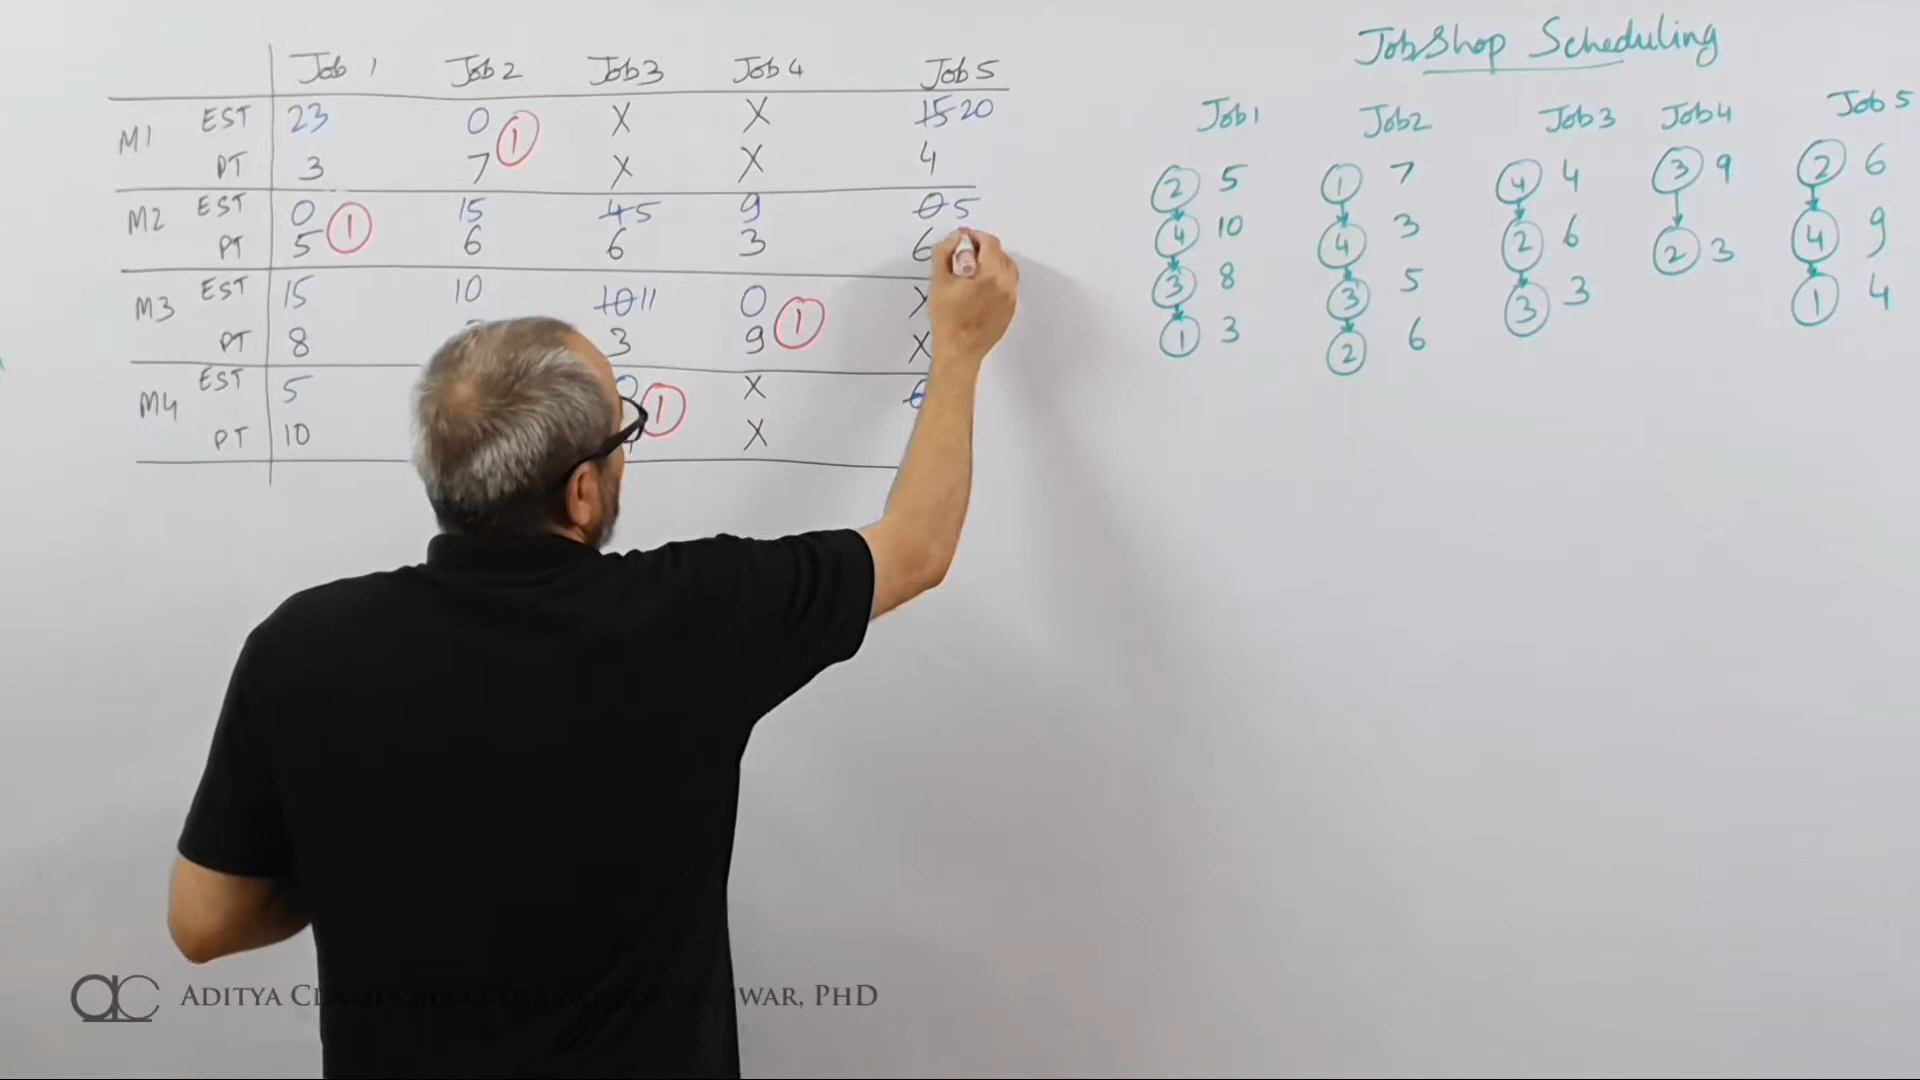 JobShop Scheduling
Job 1 Job 2 Job 3 Job 4 Job 5
M1 EST 23 0 1 X X 15 20
PT 3 7 X X 4
M2 EST 0 1 15 4 5 9 0 5
PT 5 6 6 3 6
M3 EST 15 10 10 11 0 1 X
PT 8 3 9 X
M4 EST 5 0 1 X 0
PT 10 X
Job1 Job2 Job3 Job4 Job5
2 5 1 7 4 4 3 9 2 6
4 10 4 3 2 6 2 3 4 9
3 8 3 5 3 3 1 4
1 3 2 6
ac ADITYA WAR, PHD